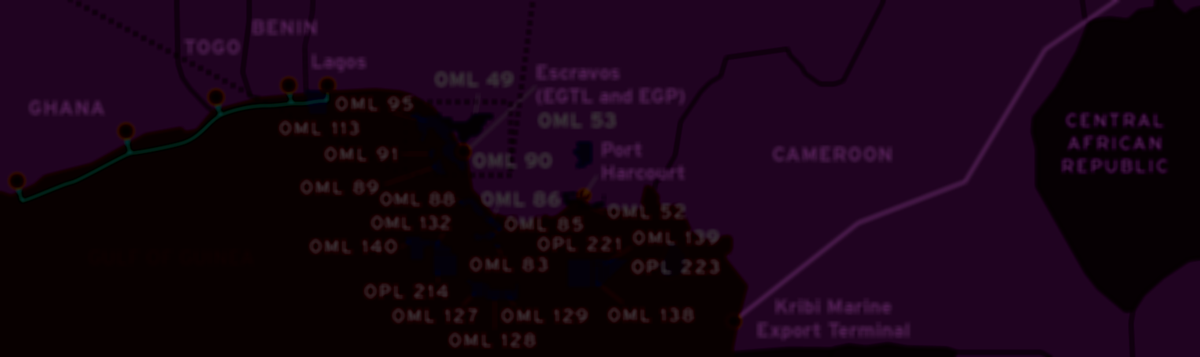 BENIN
TOGO
Lagos
GHANA
OML 49
Escravos
(EGTL and EGP)
OML 95
OML 53
OML 113
OML 91
OML 90
Port
Harcourt
CAMEROON
CENTRAL
AFRICAN
REPUBLIC
OML 89
OML 88
OML 86
OML 52
OML 132
OML 85
OML 139
OML 140
OPL 221
OML 83
OPL 223
OPL 214
OML 127
OML 129
OML 138
OML 128
Kribi Marine
Export Terminal